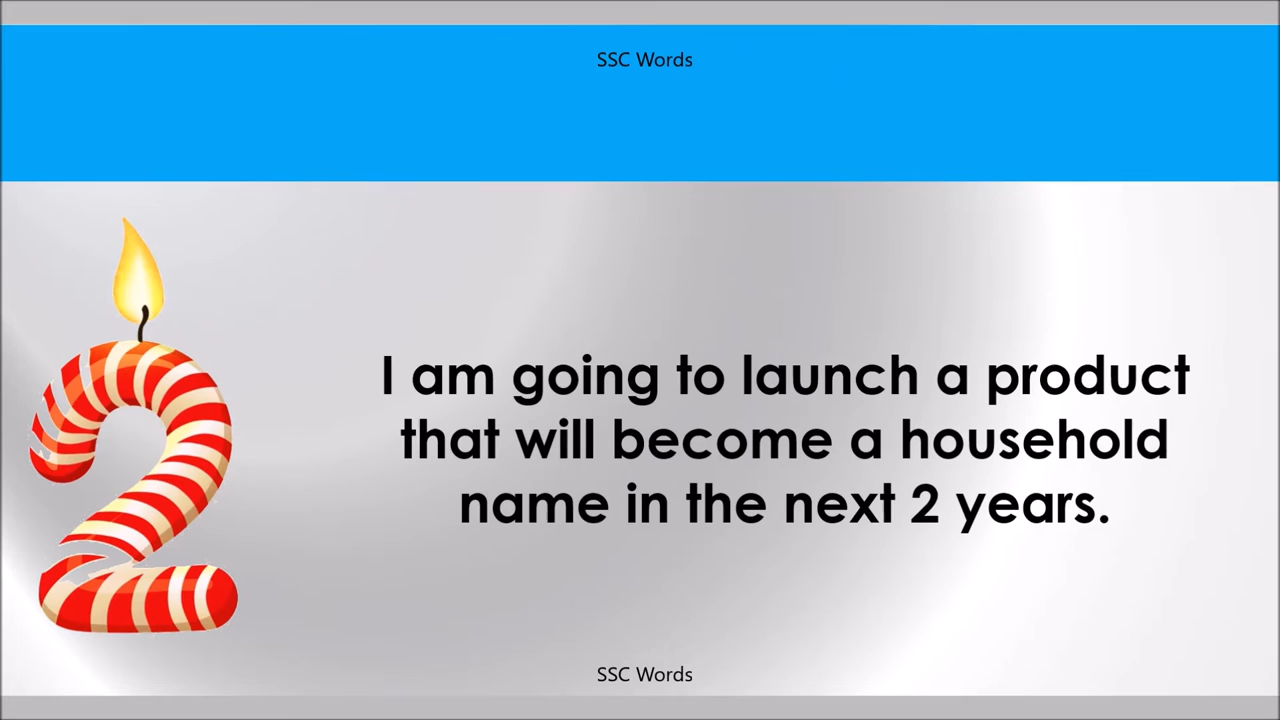 SSC Words
2
I am going to launch a product
that will become a household
name in the next 2 years.
SSC Words